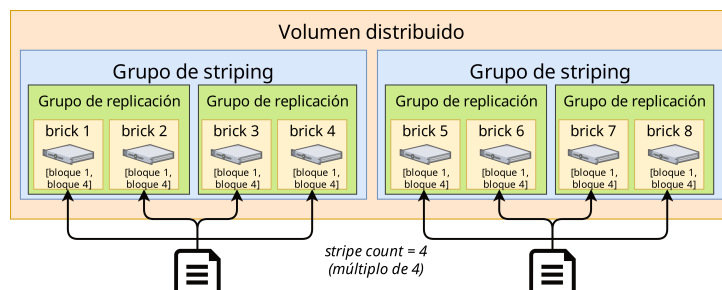 Volumen distribuido
Grupo de striping
Grupo de striping
Grupo de replicación
Grupo de replicación
Grupo de replicación
Grupo de replicación
brick 1
brick 2
brick 3
brick 4
brick 5
brick 6
brick 7
brick 8
[bloque 1,
bloque 4]
[bloque 1,
bloque 4]
[bloque 1,
bloque 4]
[bloque 1,
bloque 4]
[bloque 1,
bloque 4]
[bloque 1,
bloque 4]
[bloque 1,
bloque 4]
[bloque 1,
bloque 4]
stripe count = 4
(múltiplo de 4)